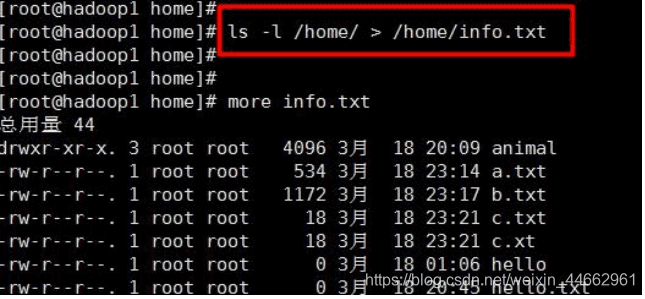 [root@hadoop1 home]#
[root@hadoop1 home]# ls -l /home/ > /home/info.txt
[root@hadoop1 home]#
[root@hadoop1 home]#
[root@hadoop1 home]# more info.txt
总用量 44
drwxr-xr-x. 3 root root 4096 3月 18 20:09 animal
-rw-r--r--. 1 root root 534 3月 18 23:14 a.txt
-rw-r--r--. 1 root root 1172 3月 18 23:17 b.txt
-rw-r--r--. 1 root root 18 3月 18 23:21 c.txt
-rw-r--r--. 1 root root 18 3月 18 23:21 c.xt
-rw-r--r--. 1 root root 0 3月 18 01:06 hello
-rw-r--r--. 1 root root 0 3月 18 20:45 hello.txt
https://blog.csdn.net/weixin_44662961